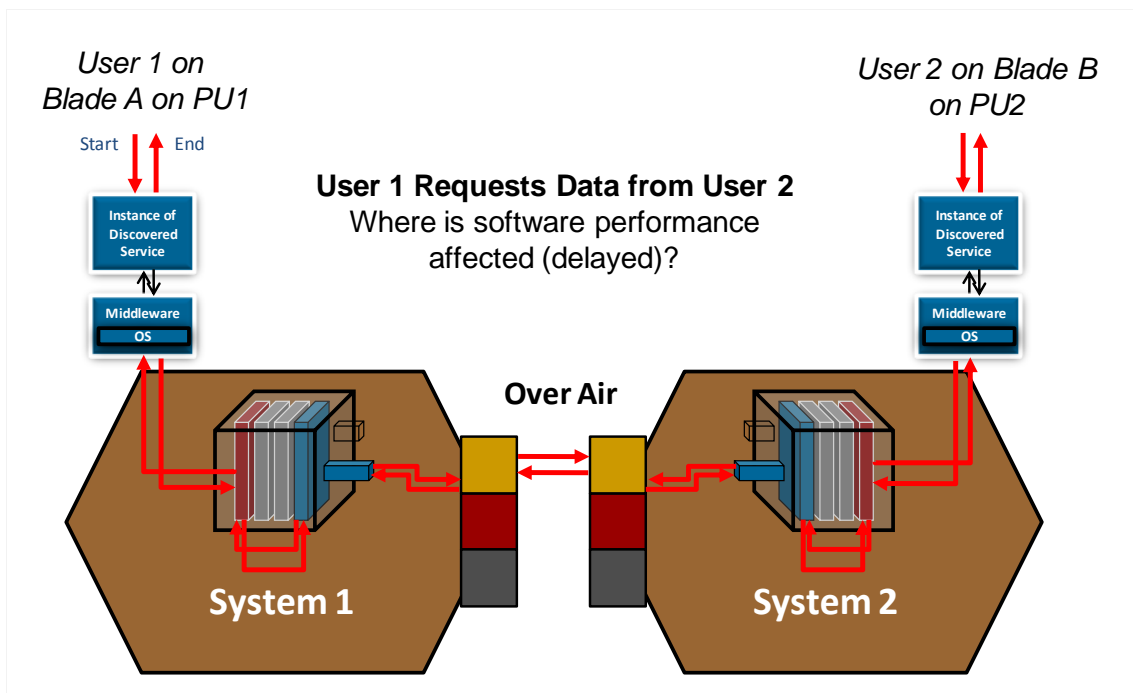 User 1 on
Blade A on PU1
User 2 on Blade B
on PU2
Start
End
User 1 Requests Data from User 2
Where is software performance
affected (delayed)?
Instance of
Discovered
Service
Instance of
Discovered
Service
Middleware
OS
Middleware
OS
Over Air
System 1
System 2